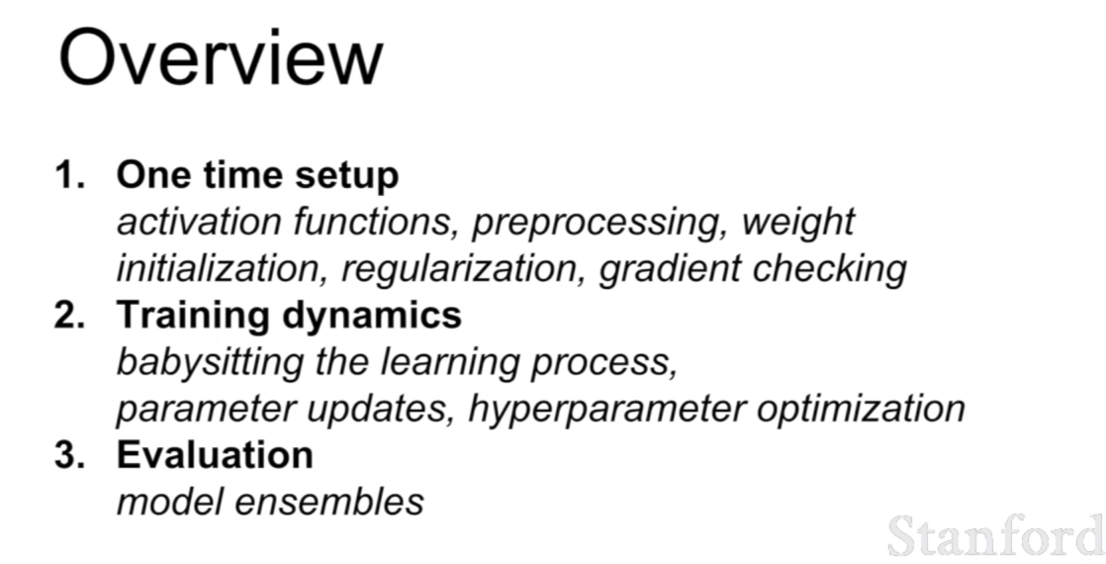 Overview
1. One time setup
activation functions, preprocessing, weight
initialization, regularization, gradient checking
2. Training dynamics
babysitting the learning process,
parameter updates, hyperparameter optimization
3. Evaluation
model ensembles
Stanford